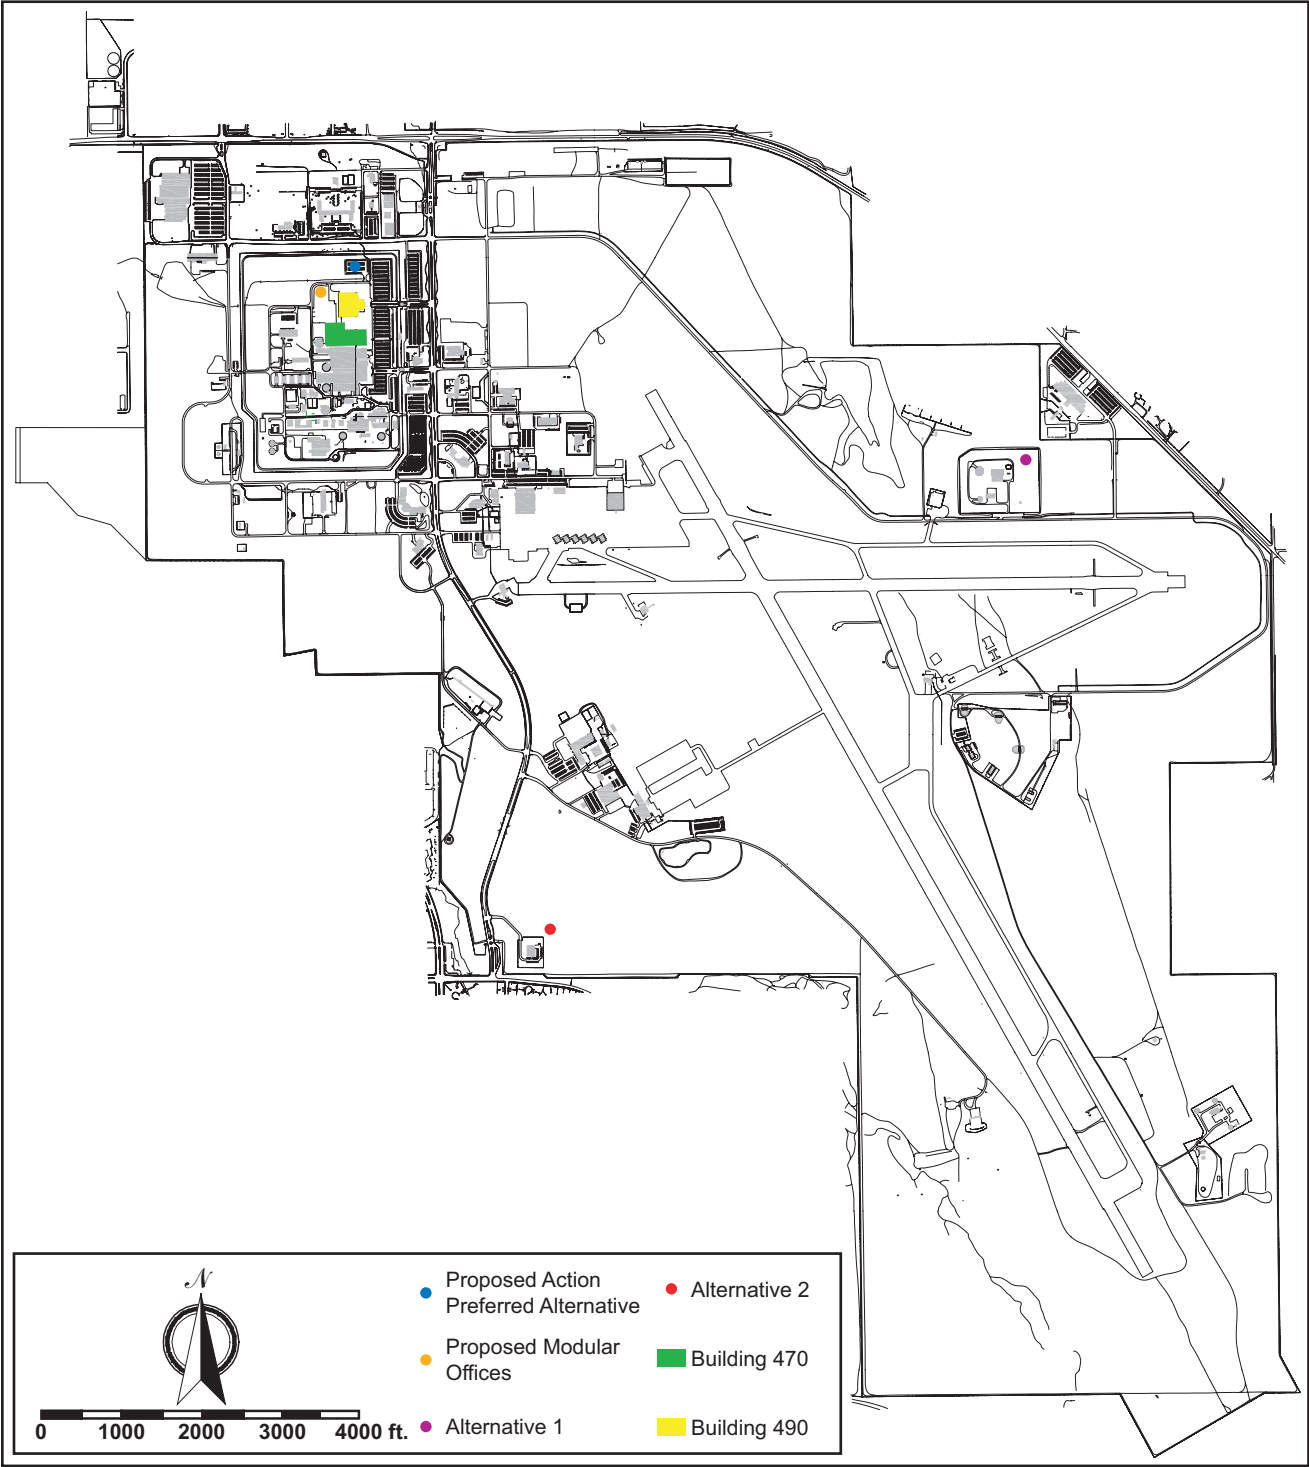 N
0 1000 2000 3000 4000 ft.
Proposed Action
Preferred Alternative
Proposed Modular
Offices
Alternative 1
Alternative 2
Building 470
Building 490